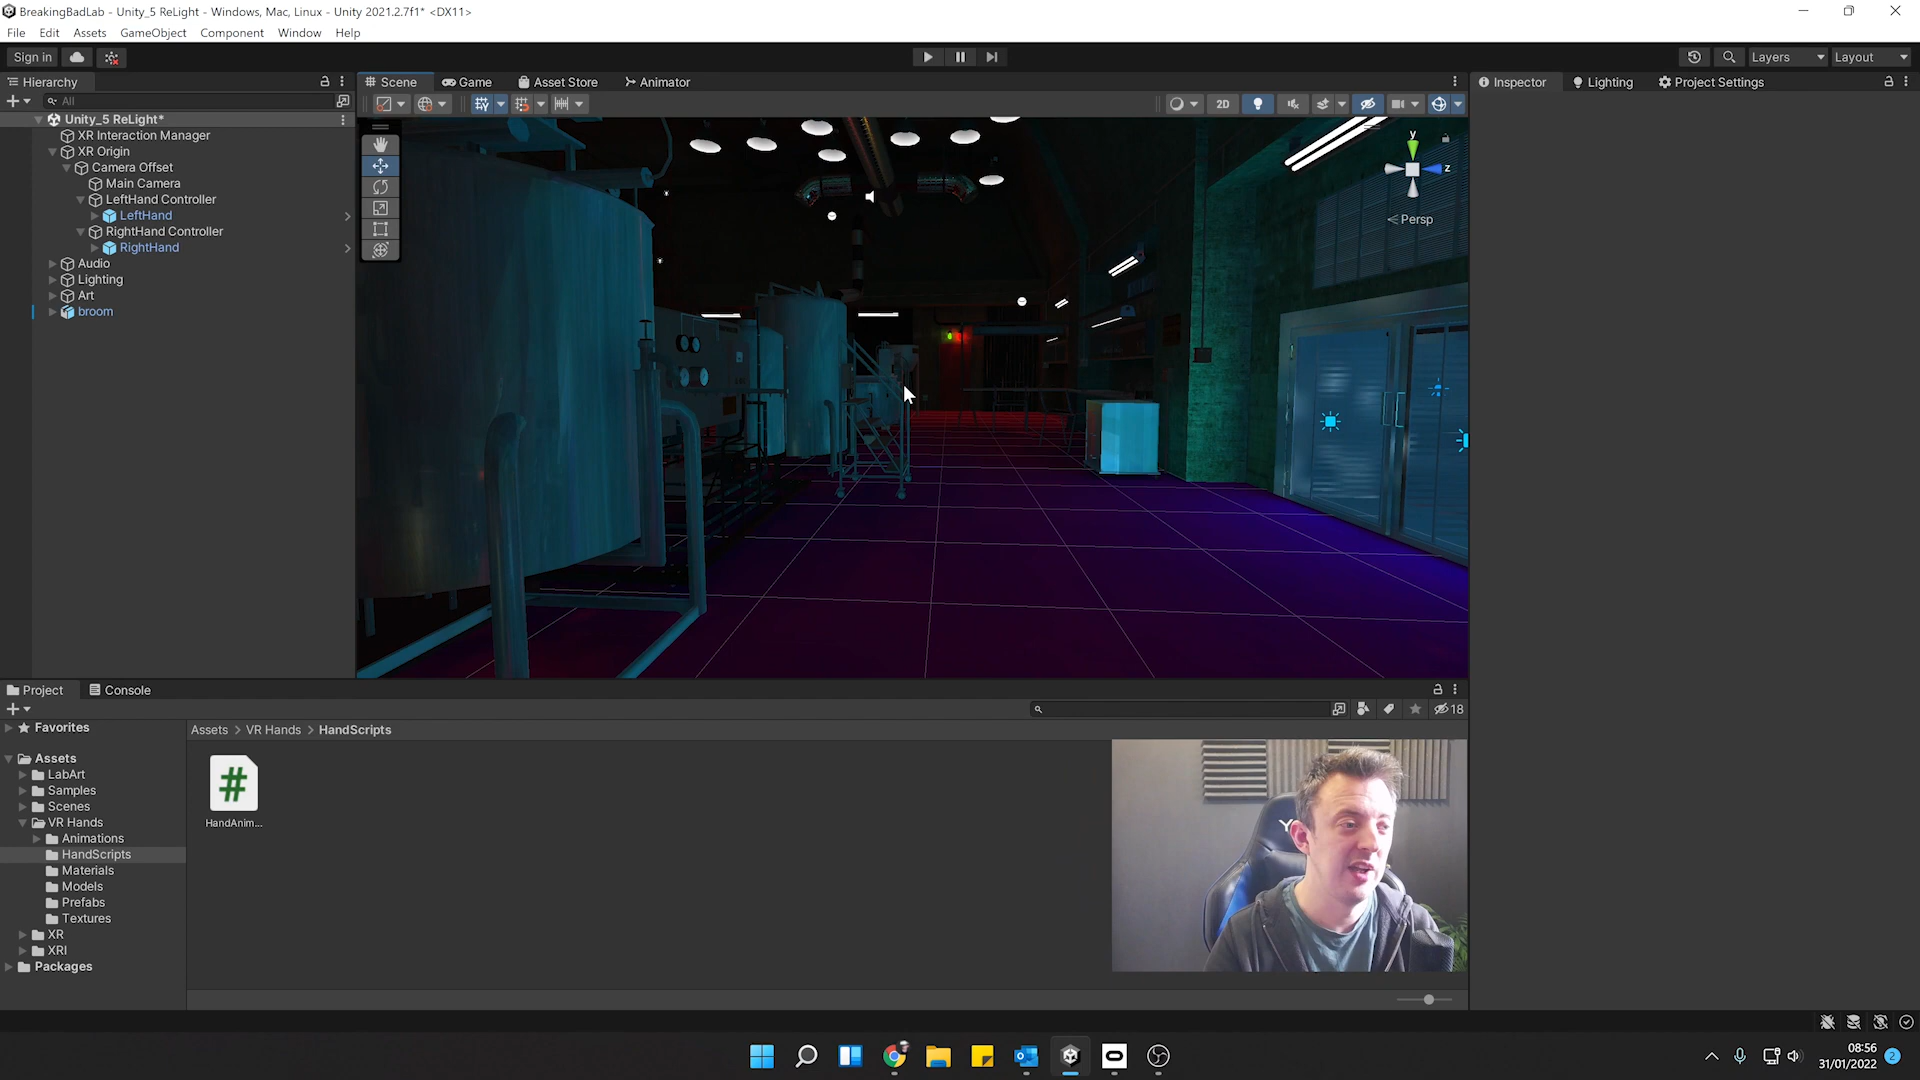 BreakingBadLab - Unity_5 ReLight - Windows, Mac, Linux - Unity 2021.2.7f1* <DX11>
File Edit Assets GameObject Component Window Help
Sign in
Layers Layout
Hierarchy
Scene Game Asset Store Animator
Inspector Lighting Project Settings
All
2D
Unity_5 ReLight*
XR Interaction Manager
XR Origin
Camera Offset
Main Camera
LeftHand Controller
LeftHand
RightHand Controller
RightHand
Audio
Lighting
Art
broom
y
z
Persp
Project Console
18
Favorites
Assets > VR Hands > HandScripts
Assets
LabArt
Samples
Scenes
VR Hands
Animations
HandScripts
Materials
Models
Prefabs
Textures
XR
XRI
Packages
HandAnim...
08:56
31/01/2022
2